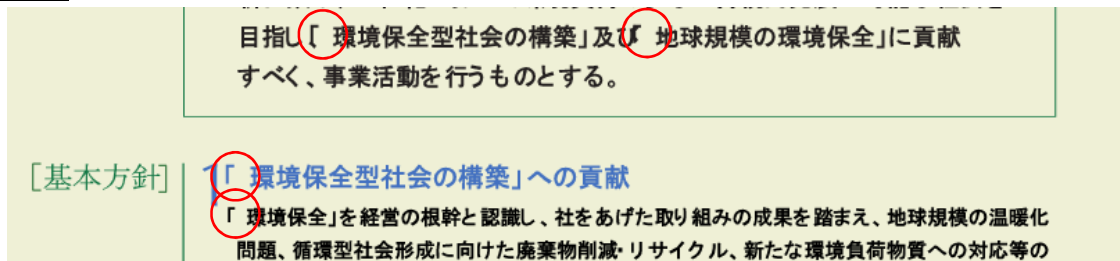 目指し「環境保全型社会の構築」及び「地球規模の環境保全」に貢献
すべく、事業活動を行うものとする。
[基本方針]
1「環境保全型社会の構築」への貢献
「環境保全」を経営の根幹と認識し、社をあげた取り組みの成果を踏まえ、地球規模の温暖化
問題、循環型社会形成に向けた廃棄物削減・リサイクル、新たな環境負荷物質への対応等の